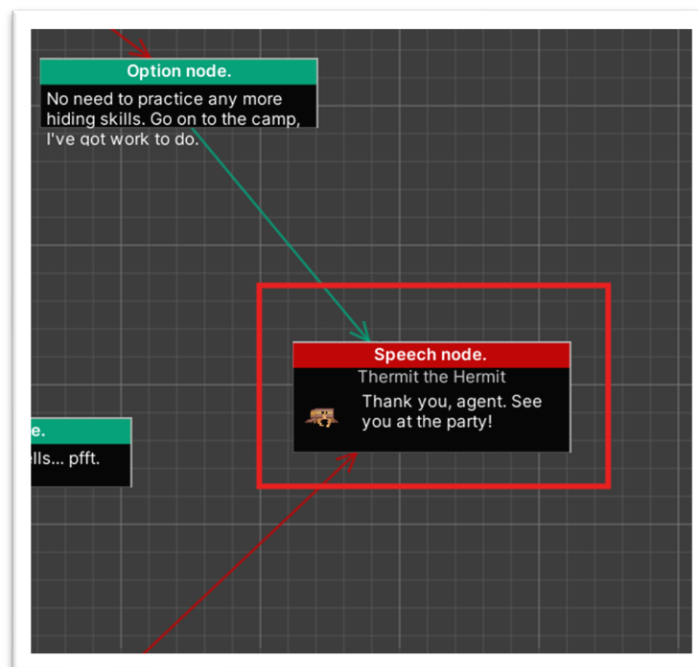 Option node.
No need to practice any more
hiding skills. Go on to the camp,
I've got work to do.
Speech node.
Thermit the Hermit
Thank you, agent. See
you at the party!
e.
lls... pfft.